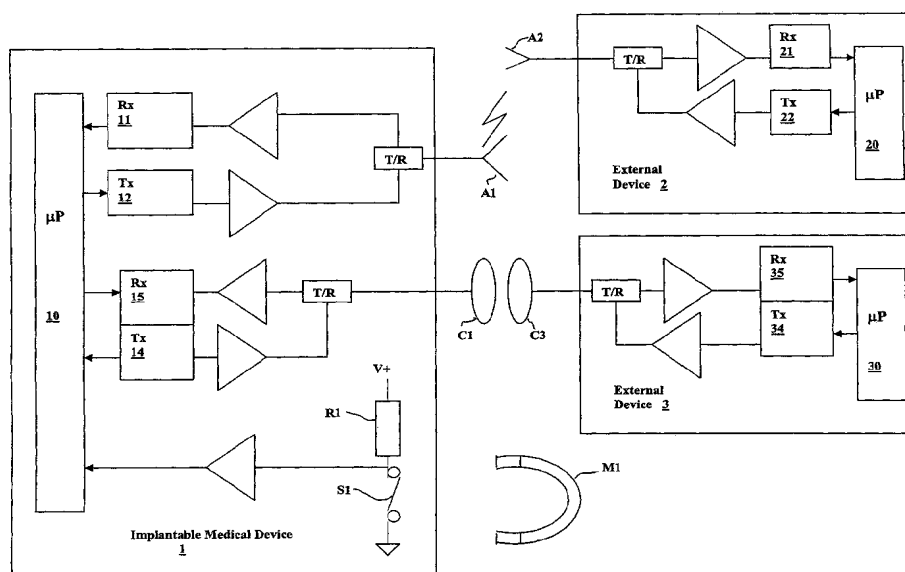 µP
10
Rx
11
Tx
12
Rx
15
Tx
14
T/R
T/R
V+
R1
S1
Implantable Medical Device
1
A1
A2
C1
C3
M1
T/R
Rx
21
Tx
22
µP
20
External
Device 2
T/R
Rx
35
Tx
34
µP
30
External
Device 3